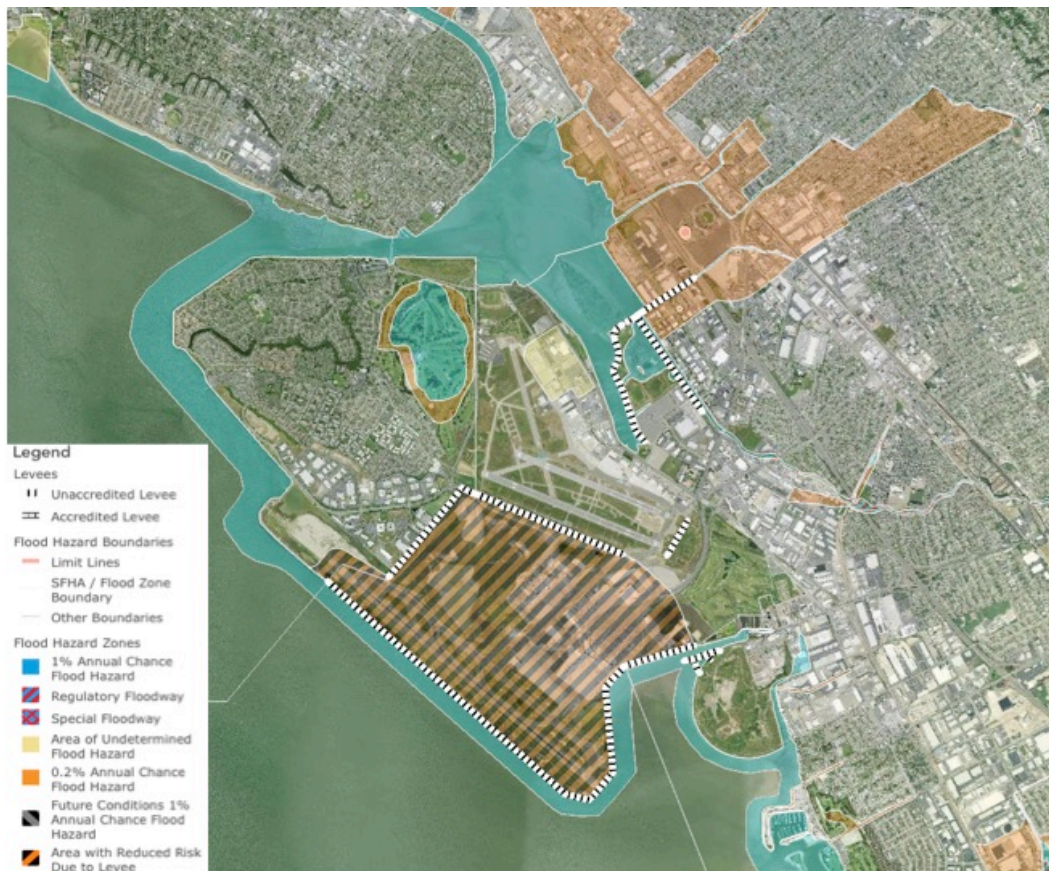 Legend
Levees
Unaccredited Levee
Accredited Levee
Flood Hazard Boundaries
Limit Lines
SFHA / Flood Zone
Boundary
Other Boundaries
Flood Hazard Zones
1% Annual Chance
Flood Hazard
Regulatory Floodway
Special Floodway
Area of Undetermined
Flood Hazard
0.2% Annual Chance
Flood Hazard
Future Conditions 1%
Annual Chance Flood
Hazard
Area with Reduced Risk
Due to Levee